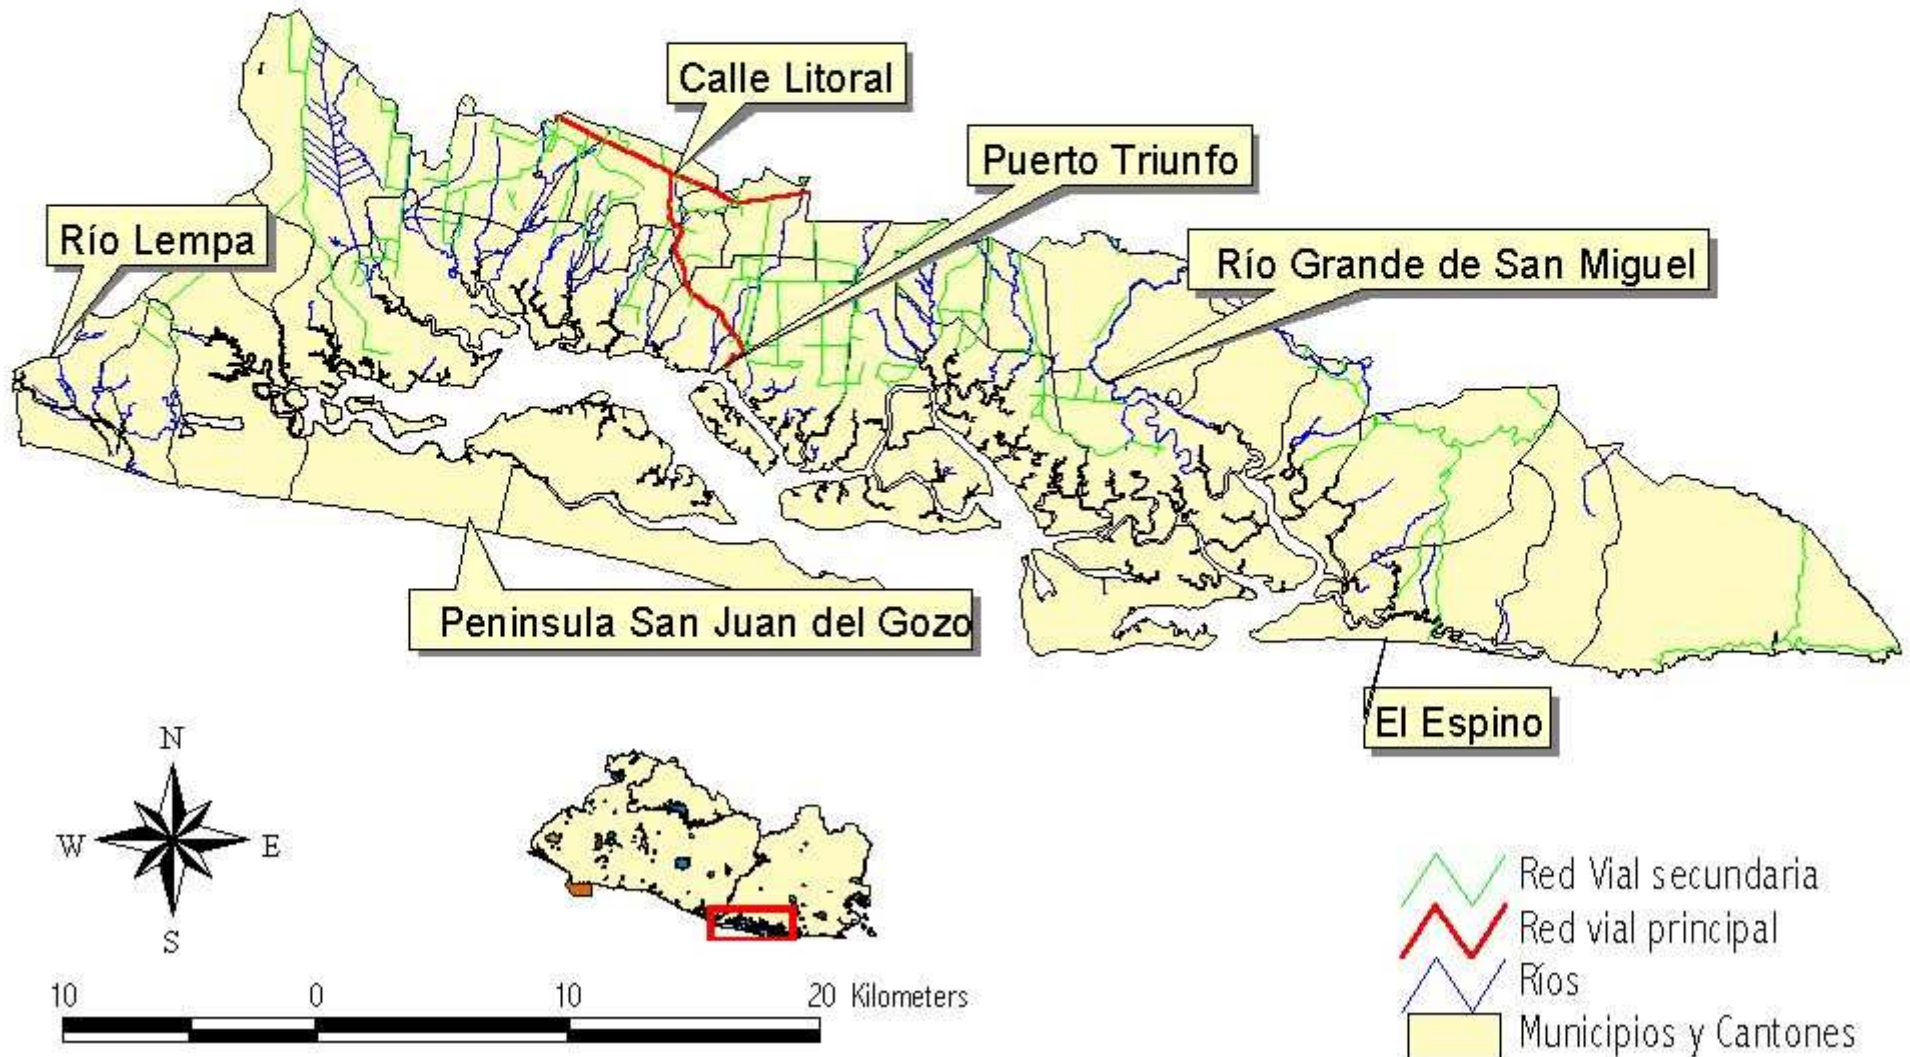 Calle Litoral
Puerto Triunfo
Río Lempa
Río Grande de San Miguel
Peninsula San Juan del Gozo
El Espino
N
W E
S
10 0 10 20 Kilometers
Red Vial secundaria
Red vial principal
Ríos
Municipios y Cantones